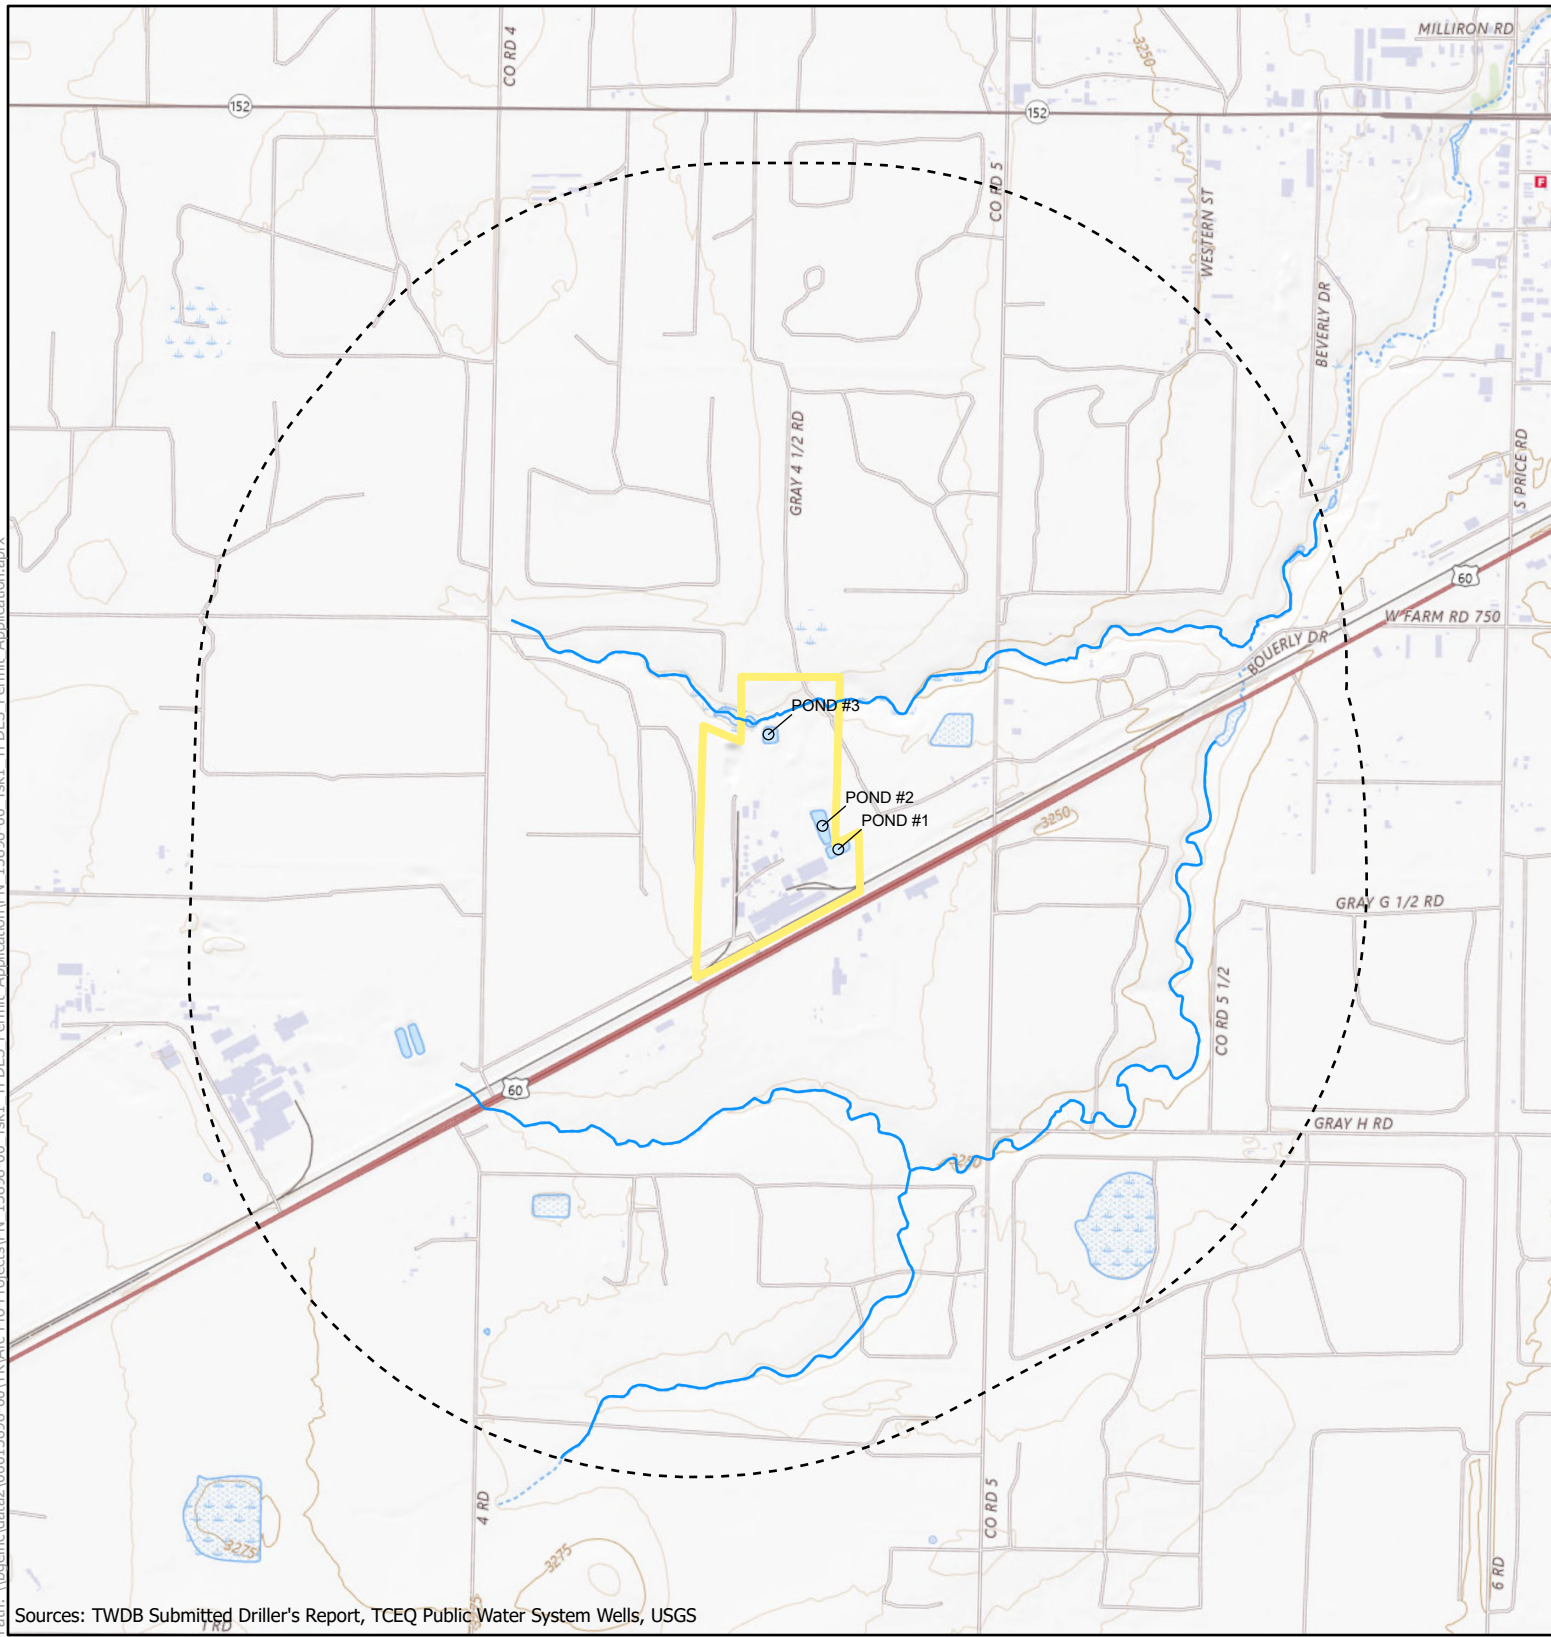 MILLIRON RD
CO RD 4
3250
152
152
CO RD 5
WESTERN ST
BEVERLY DR
F
GRAY 4 1/2 RD
S PRICE RD
60
W FARM RD 750
BOUERLY DR
POND #3
POND #2
POND #1
3250
GRAY G 1/2 RD
CO RD 5 1/2
60
GRAY H RD
3250
4 RD
CO RD 5
3275
3275
3275
6 RD
Sources: TWDB Submitted Driller's Report, TCEQ Public Water System Wells, USGS
I RD